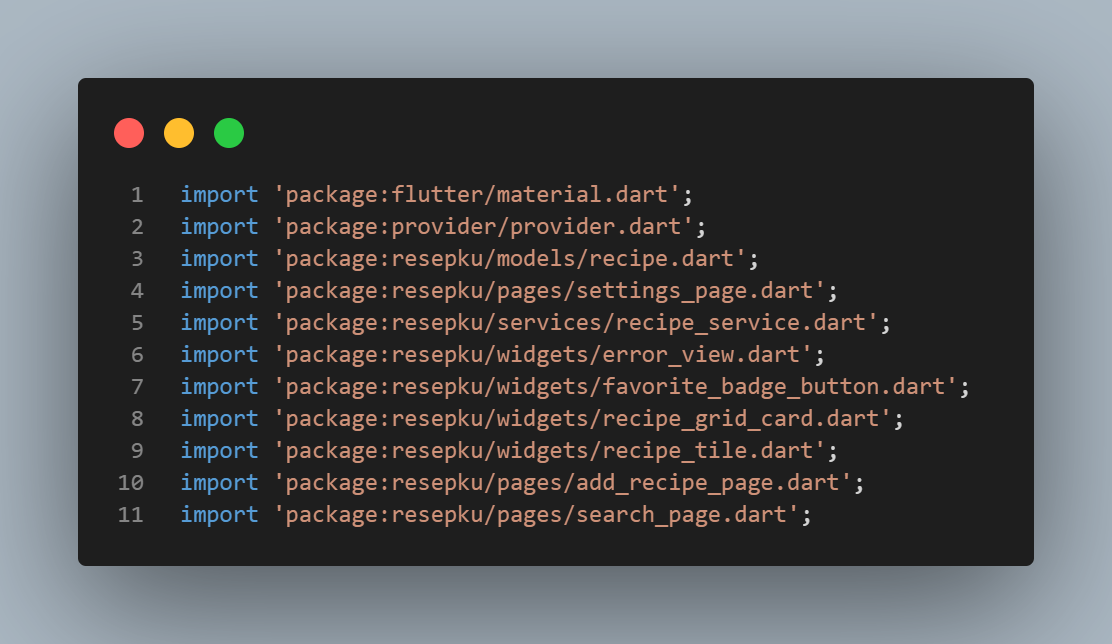 1 import 'package:flutter/material.dart';
2 import 'package:provider/provider.dart';
3 import 'package:resepku/models/recipe.dart';
4 import 'package:resepku/pages/settings_page.dart';
5 import 'package:resepku/services/recipe_service.dart';
6 import 'package:resepku/widgets/error_view.dart';
7 import 'package:resepku/widgets/favorite_badge_button.dart';
8 import 'package:resepku/widgets/recipe_grid_card.dart';
9 import 'package:resepku/widgets/recipe_tile.dart';
10 import 'package:resepku/pages/add_recipe_page.dart';
11 import 'package:resepku/pages/search_page.dart';